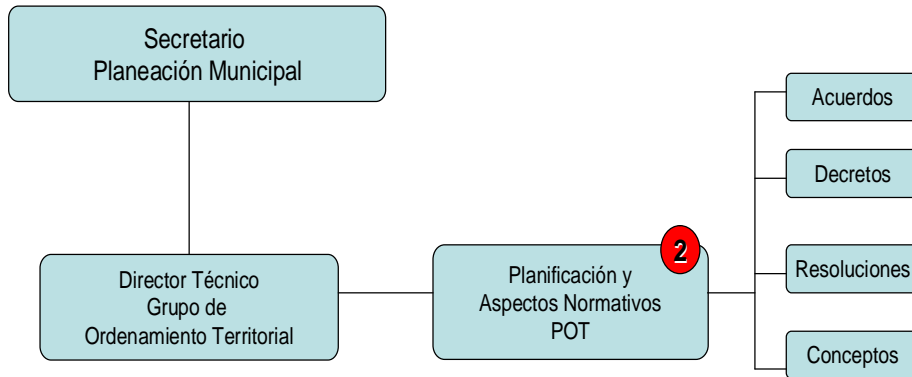 Secretario
Planeación Municipal
Acuerdos
Decretos
2
Director Técnico
Grupo de
Ordenamiento Territorial
Planificación y
Aspectos Normativos
POT
Resoluciones
Conceptos